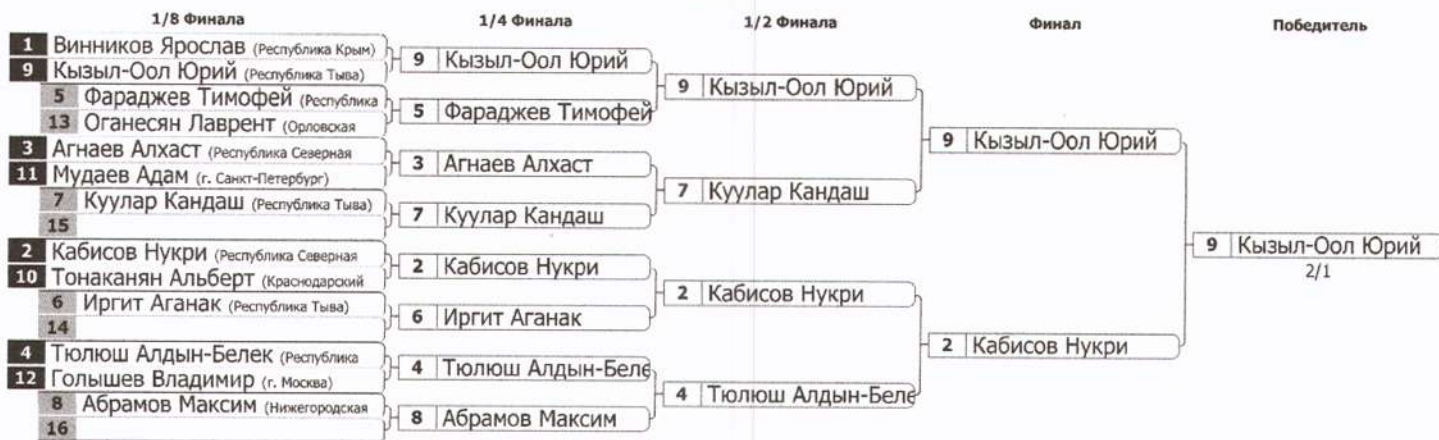 1/8 Финала 1/4 Финала 1/2 Финала Финал Победитель
1 Винников Ярослав (Республика Крым)
9 Кызыл-Оол Юрий (Республика Тыва)
5 Фараджев Тимофей (Республика
13 Оганесян Лаврент (Орловская
3 Агнаев Алхаст (Республика Северная
11 Мудаев Адам (г. Санкт-Петербург)
7 Куулар Кандаш (Республика Тыва)
15
2 Кабисов Нукри (Республика Северная
10 Тонаканян Альберт (Краснодарский
6 Иргит Аганак (Республика Тыва)
14
4 Тюлюш Алдын-Белек (Республика
12 Голышев Владимир (г. Москва)
8 Абрамов Максим (Нижегородская
16
9 Кызыл-Оол Юрий
5 Фараджев Тимофей
3 Агнаев Алхаст
7 Куулар Кандаш
2 Кабисов Нукри
6 Иргит Аганак
4 Тюлюш Алдын-Беле
8 Абрамов Максим
9 Кызыл-Оол Юрий
7 Куулар Кандаш
2 Кабисов Нукри
4 Тюлюш Алдын-Беле
9 Кызыл-Оол Юрий
2 Кабисов Нукри
9 Кызыл-Оол Юрий
2/1